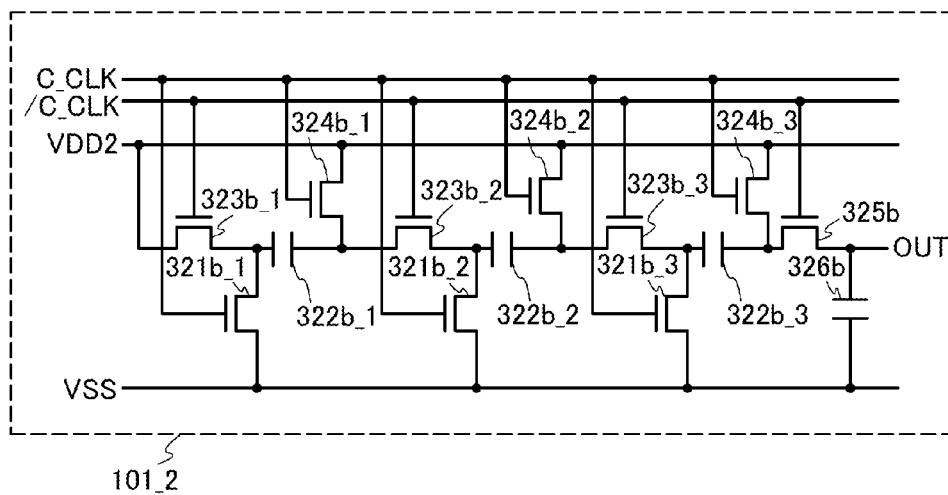 C_CLK
/C_CLK
VDD2
324b_1
324b_2
324b_3
323b_1
323b_2
323b_3
325b
OUT
321b_1
321b_2
321b_3
326b
322b_1
322b_2
322b_3
VSS
101_2